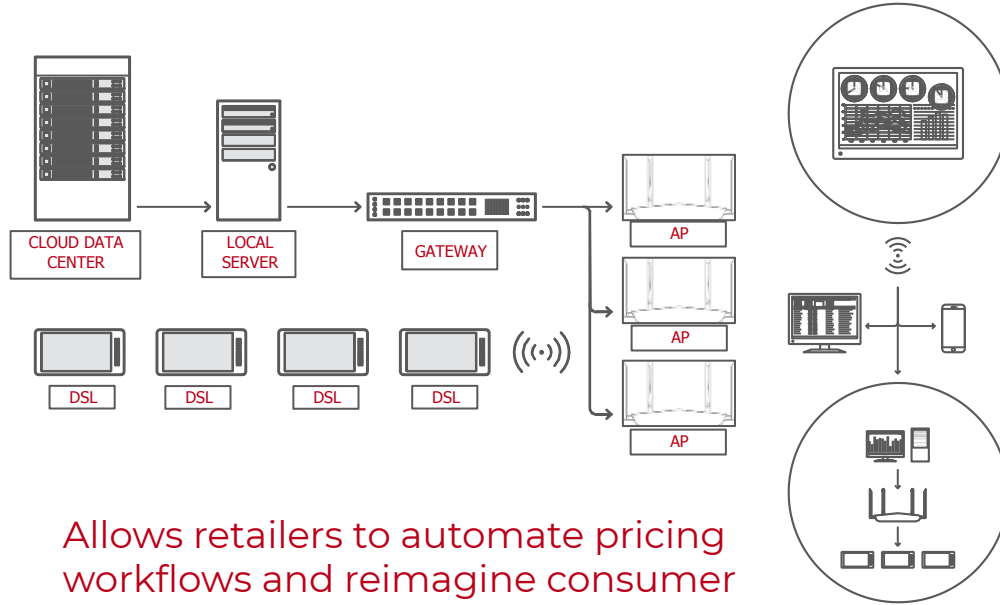 CLOUD DATA
CENTER
LOCAL
SERVER
GATEWAY
AP
AP
AP
DSL
DSL
DSL
DSL
Allows retailers to automate pricing
workflows and reimagine consumer